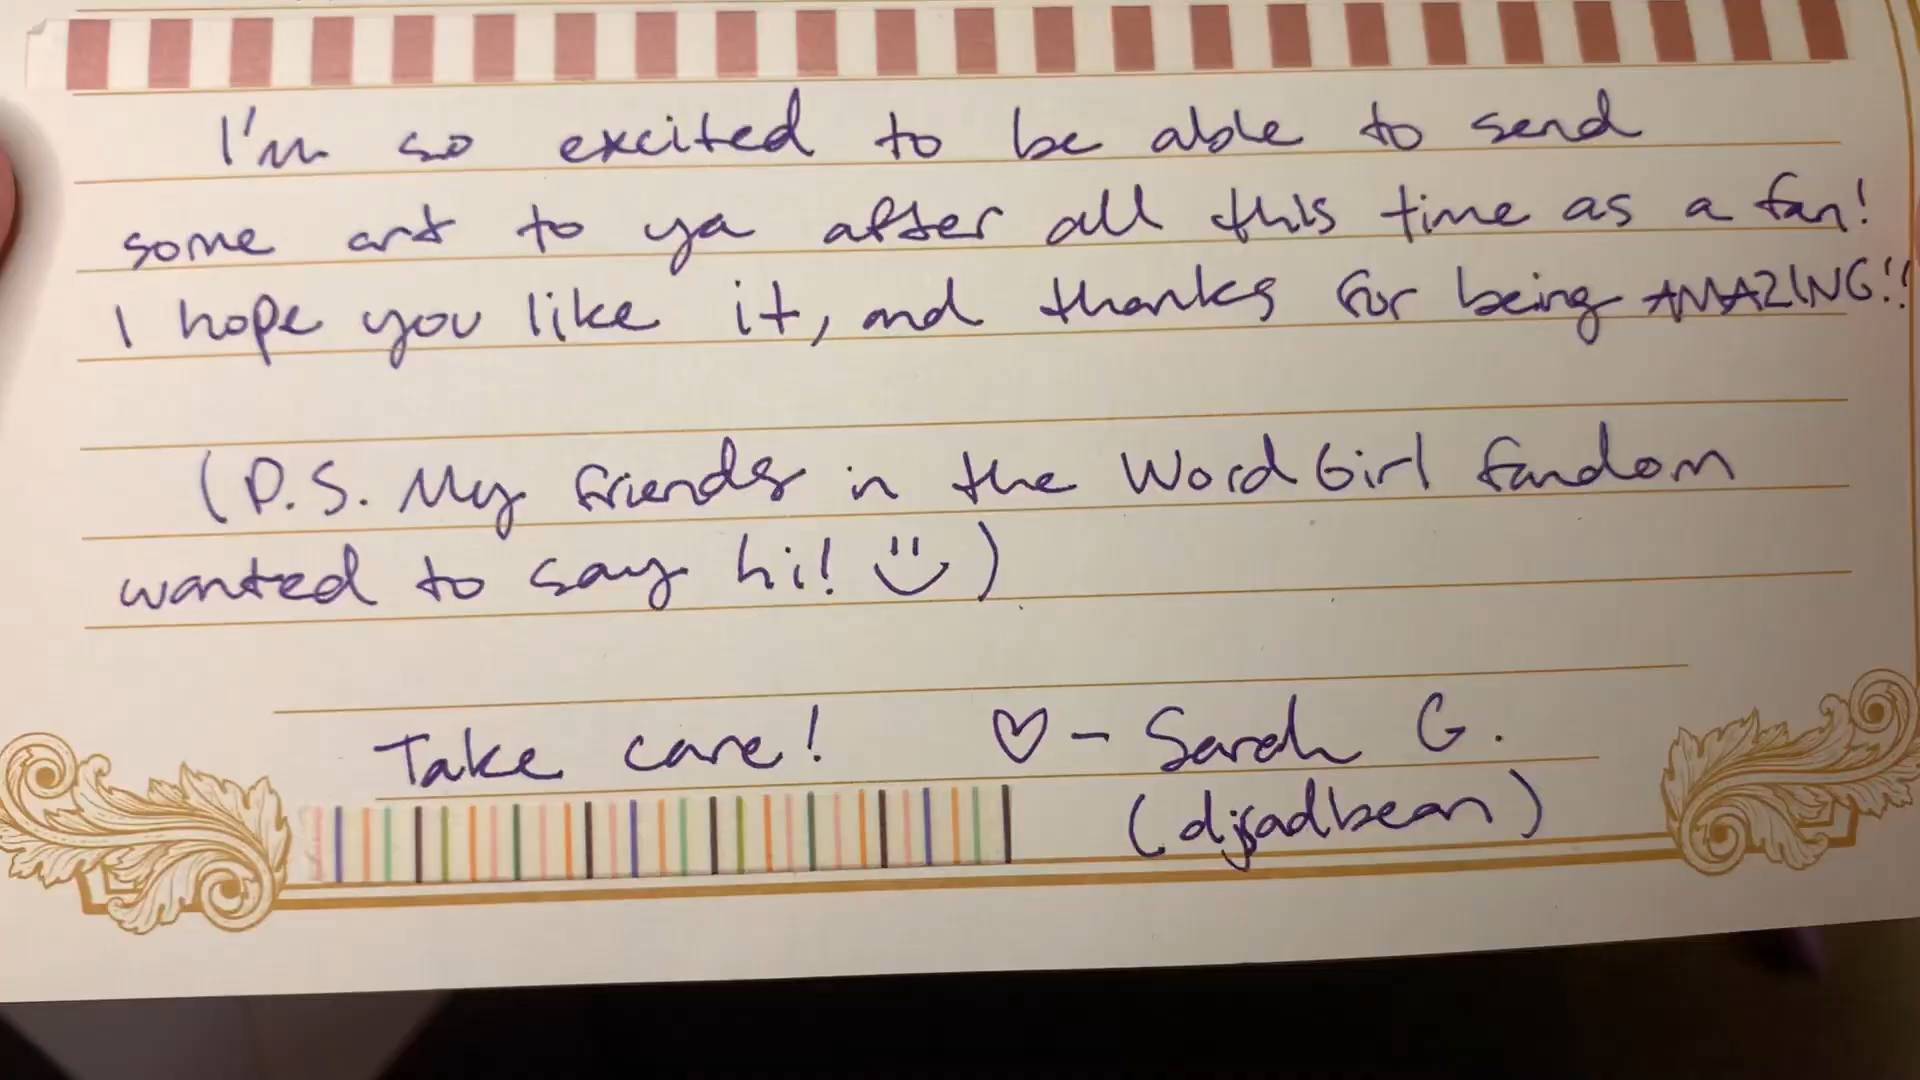 I'm so excited to be able to send
some art to ya after all this time as a fan!
I hope you like it, and thanks for being AMAZING!!
(P.S. My friends in the WordGirl fandom
wanted to say hi! :))
Take care! ♡- Sarah G.
(djsadbean)